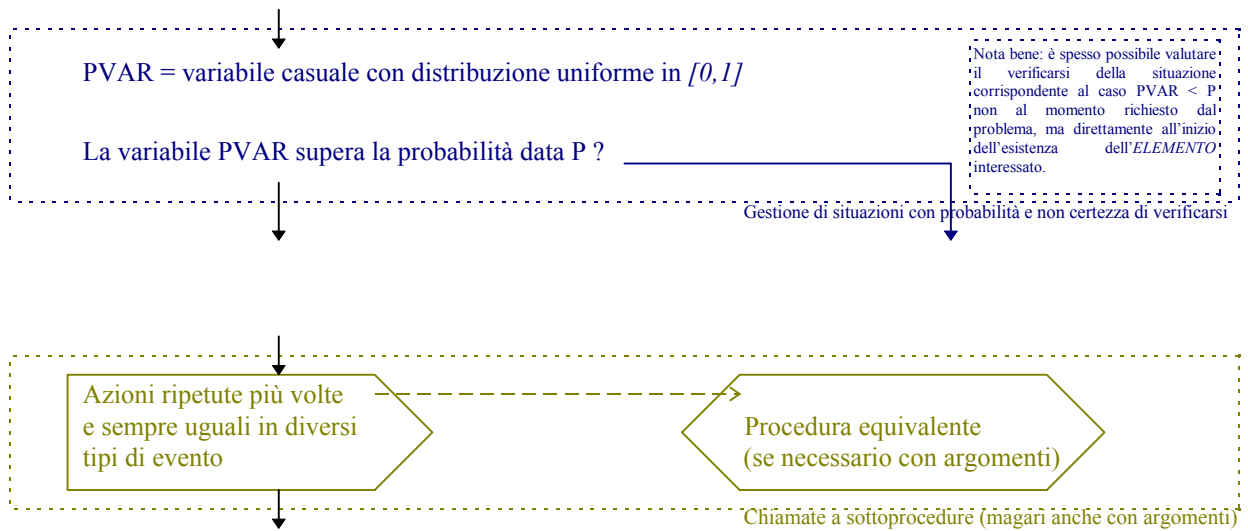 PVAR = variabile casuale con distribuzione uniforme in [0,1]
La variabile PVAR supera la probabilità data P ?
Nota bene: è spesso possibile valutare
il verificarsi della situazione
corrispondente al caso PVAR < P
non al momento richiesto dal
problema, ma direttamente all'inizio
dell'esistenza dell'ELEMENTO
interessato.
Gestione di situazioni con probabilità e non certezza di verificarsi
Azioni ripetute più volte
e sempre uguali in diversi
tipi di evento
Procedura equivalente
(se necessario con argomenti)
Chiamate a sottoprocedure (magari anche con argomenti)